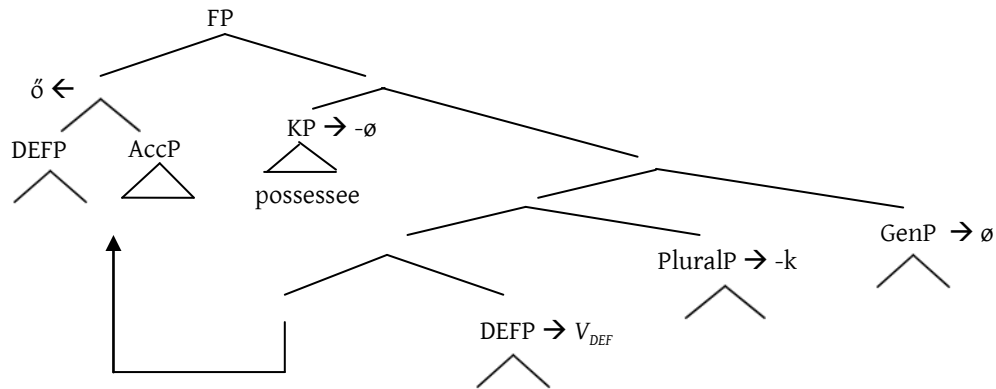 FP
ő ←
KP → -ø
DEFP AccP
possessee
GenP → ø
PluralP → -k
DEFP → V_DEF